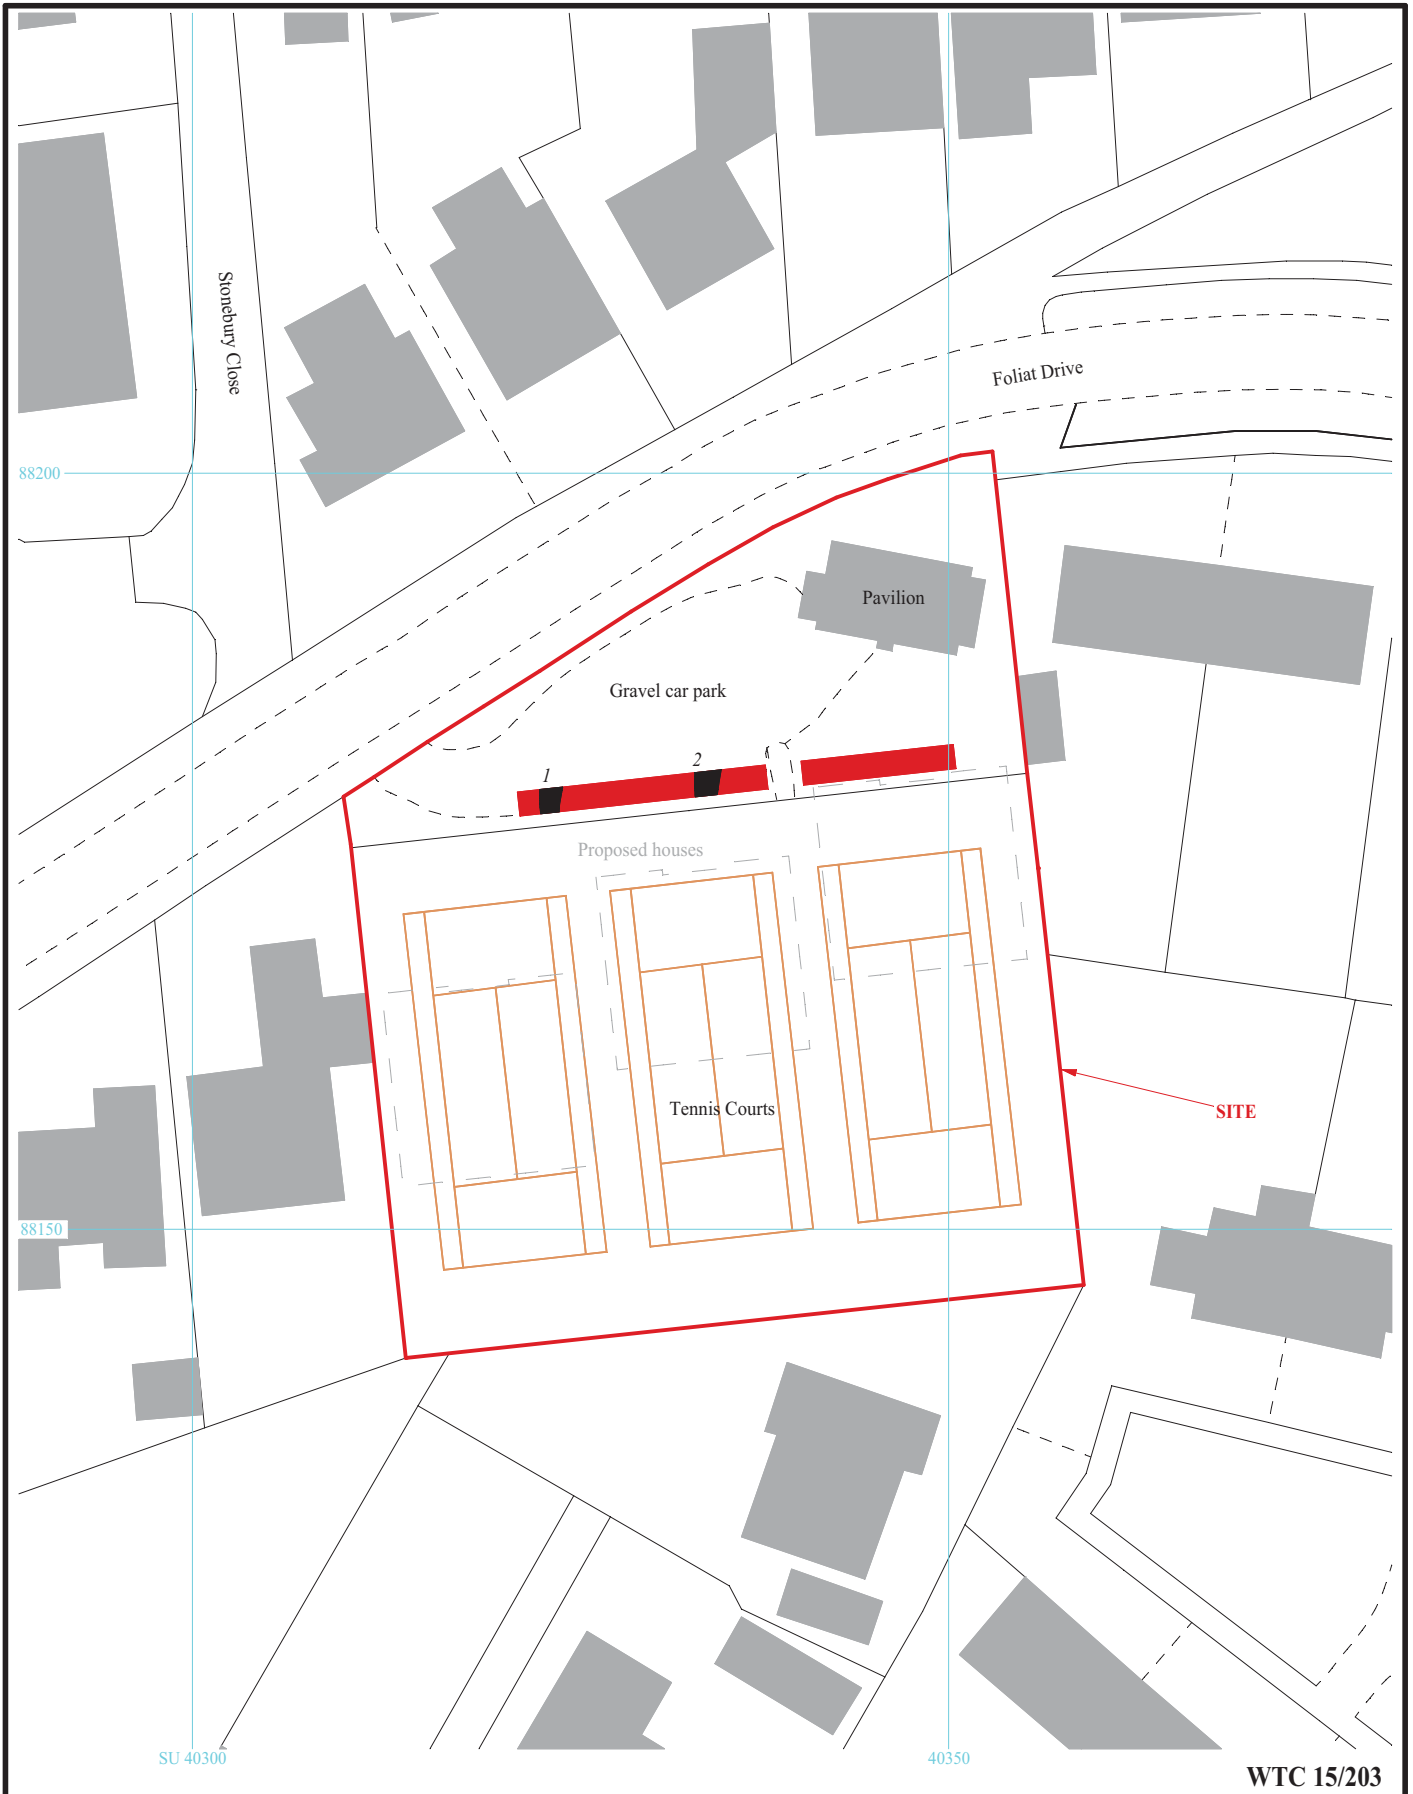 Stonebury Close
Foliat Drive
88200
Pavilion
Gravel car park
1
2
Proposed houses
Tennis Courts
SITE
88150
SU 40300
40350
WTC 15/203